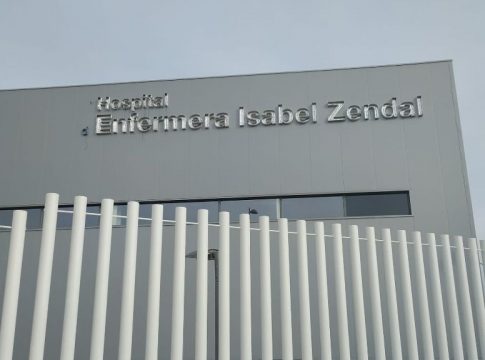 Hospital
Enfermera Isabel Zendal